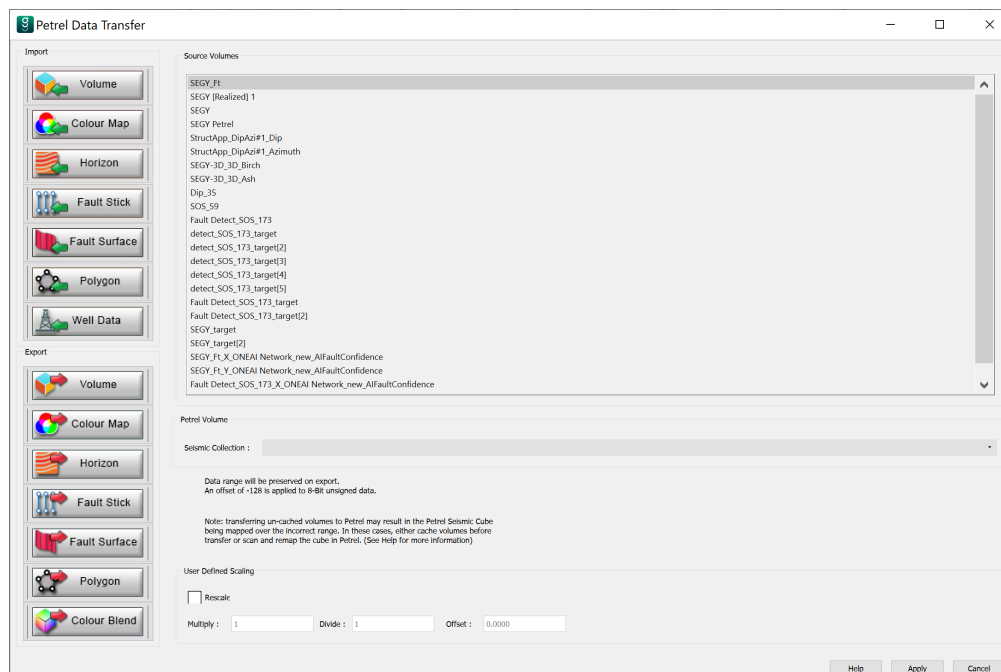 Petrel Data Transfer
Import
Volume
Colour Map
Horizon
Fault Stick
Fault Surface
Polygon
Well Data
Export
Volume
Colour Map
Horizon
Fault Stick
Fault Surface
Polygon
Colour Blend
Source Volumes
SEGY_Ft
SEGY [Realized] 1
SEGY
SEGY Petrel
StructApp_DipAzi#1_Dip
StructApp_DipAzi#1_Azimuth
SEGY-3D_3D_Birch
SEGY-3D_3D_Ash
Dip_35
SOS_59
Fault Detect_SOS_173
detect_SOS_173_target
detect_SOS_173_target[2]
detect_SOS_173_target[3]
detect_SOS_173_target[4]
detect_SOS_173_target[5]
Fault Detect_SOS_173_target
Fault Detect_SOS_173_target[2]
SEGY_target
SEGY_target[2]
SEGY_Ft_X_ONEAI Network_new_AIFaultConfidence
SEGY_Ft_Y_ONEAI Network_new_AIFaultConfidence
Fault Detect_SOS_173_X_ONEAI Network_new_AIFaultConfidence
Petrel Volume
Seismic Collection :
Data range will be preserved on export.
An offset of -128 is applied to 8-Bit unsigned data.
Note: transferring un-cached volumes to Petrel may result in the Petrel Seismic Cube
being mapped over the incorrect range. In these cases, either cache volumes before
transfer or scan and remap the cube in Petrel. (See Help for more information)
User Defined Scaling
Rescale
Multiply : 1 Divide : 1 Offset : 0.0000
Help Apply Cancel